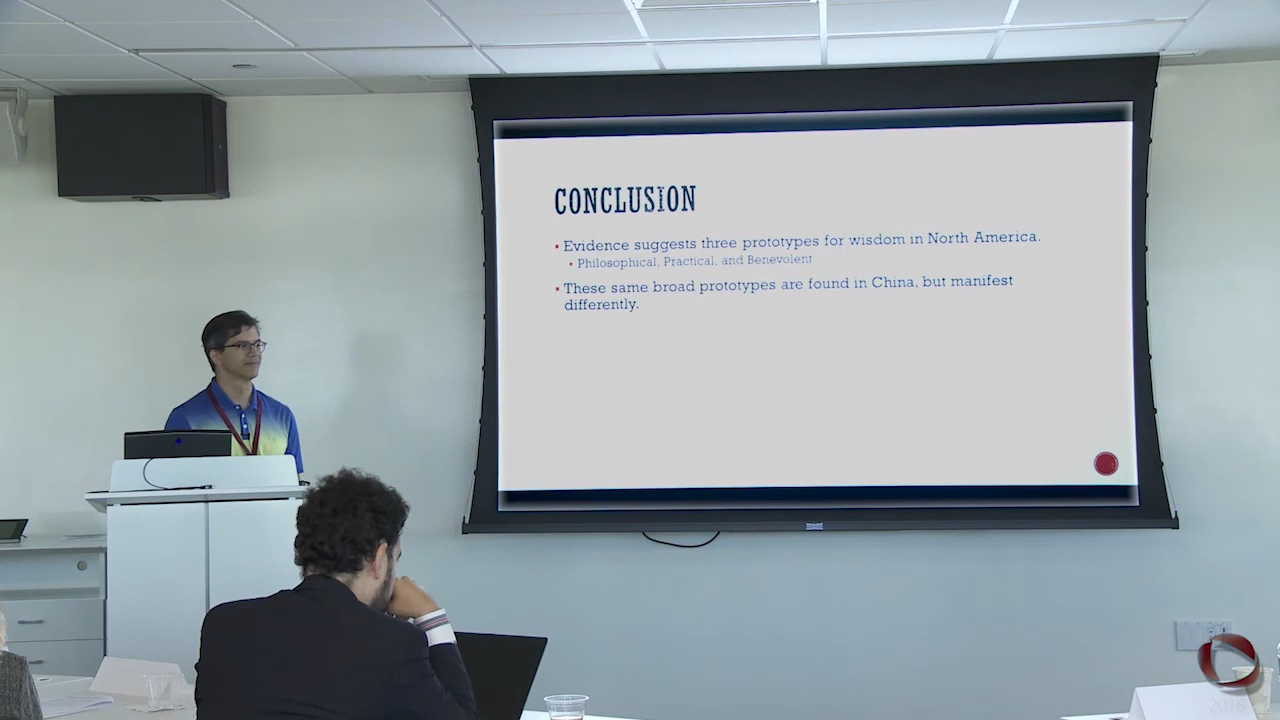 CONCLUSION
Evidence suggests three prototypes for wisdom in North America.
Philosophical, Practical, and Benevolent
These same broad prototypes are found in China, but manifest
differently.